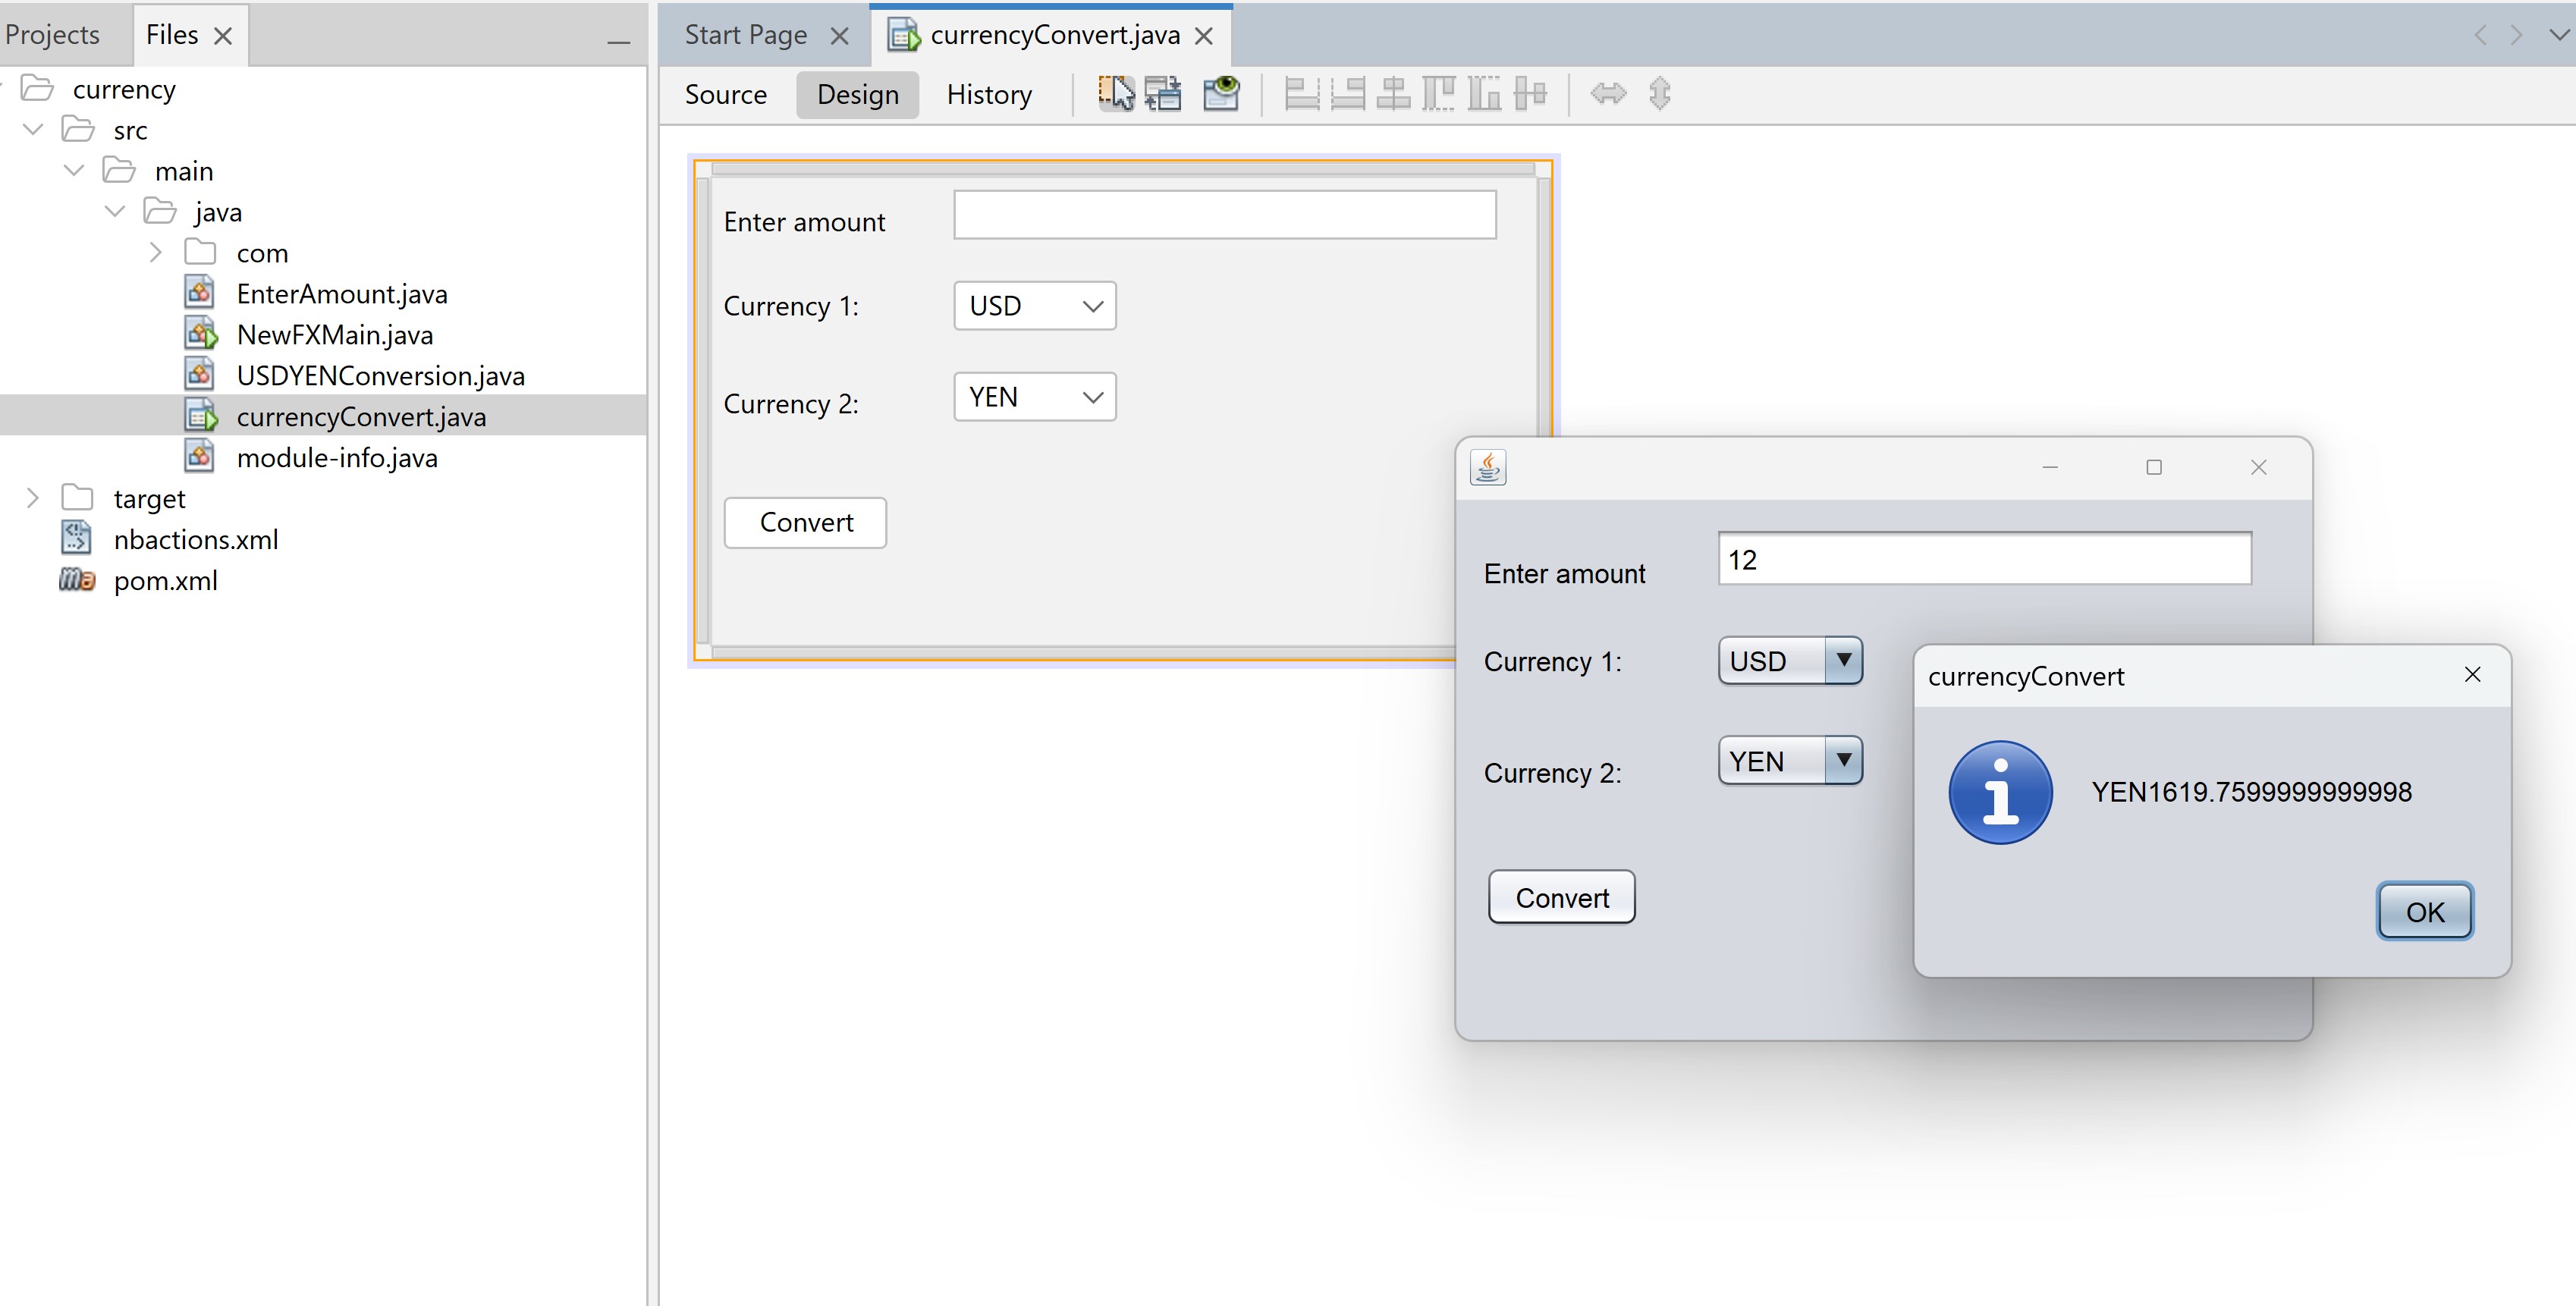 Projects
Files
currency
src
main
java
com
EnterAmount.java
NewFXMain.java
USDYENConversion.java
currencyConvert.java
module-info.java
target
nbactions.xml
pom.xml
Start Page
currencyConvert.java
Source
Design
History
Enter amount
Currency 1:
USD
Currency 2:
YEN
Convert
Enter amount
12
Currency 1:
USD
Currency 2:
YEN
Convert
currencyConvert
YEN1619.7599999999998
OK